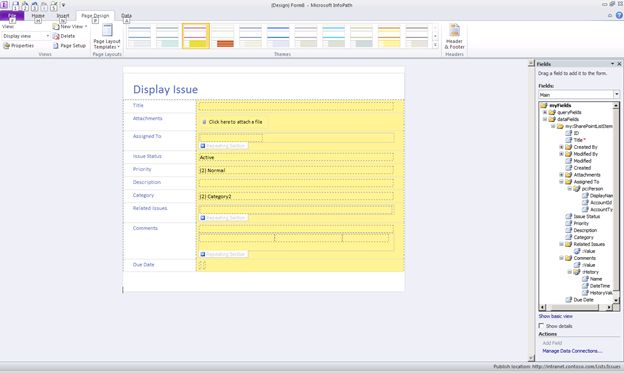 (Design) Form8 - Microsoft InfoPath
File Home Insert Page Design Data
View:
Display view
Properties
New View
Delete
Page Setup
Views
Page Layout
Templates
Page Layouts
Themes
Header
& Footer
Headers
Display Issue
Title
Attachments
Click here to attach a file
Assigned To
Repeating Section
Issue Status
Active
Priority
(2) Normal
Description
Category
(2) Category2
Related Issues
Repeating Section
Comments
Repeating Section
Due Date
Fields
Drag a field to add it to the form.
Fields:
Main
myFields
queryFields
dataFields
my:SharePointListItem
ID
Title *
Created By
Modified By
Modified
Created
Attachments
Assigned To
pc:Person
DisplayNam
AccountId
AccountTy
Issue Status
Priority
Description
Category
Related Issues
:Value
Comments
:Value
:History
Name
DateTime
HistoryVal
Due Date
Show basic view
Show details
Actions
Add Field
Manage Data Connections...
Publish location: http://intranet.contoso.com/Lists/Issues